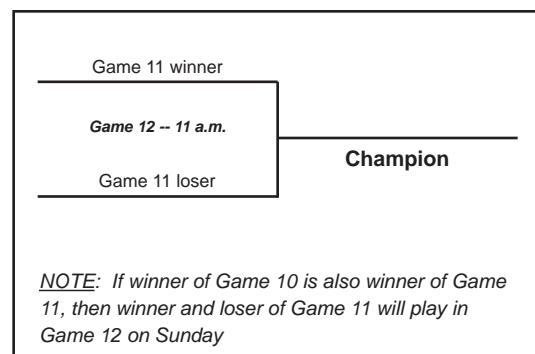 Game 11 winner
Game 12 -- 11 a.m.
Champion
Game 11 loser
NOTE:  If winner of Game 10 is also winner of Game
11, then winner and loser of Game 11 will play in
Game 12 on Sunday